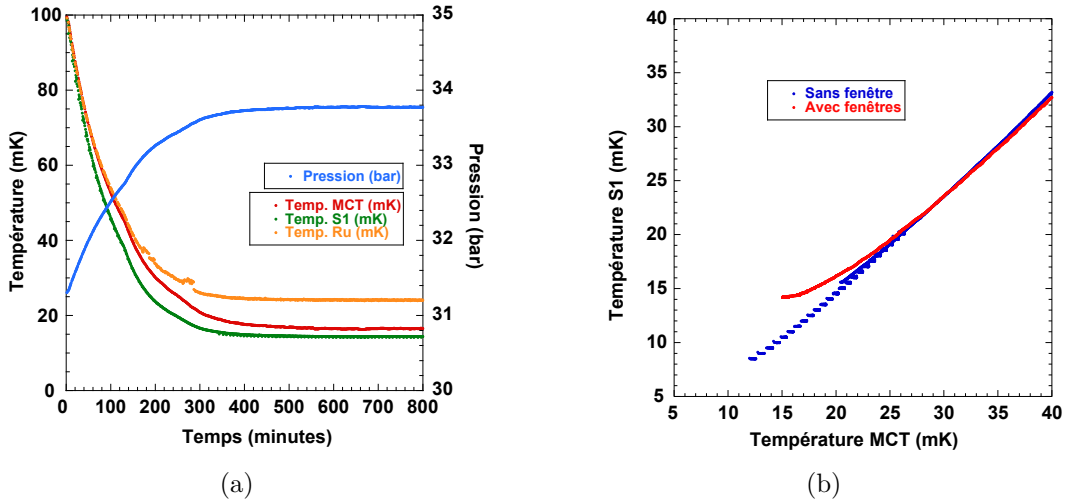 100
80
60
40
20
0
Température (mK)
35
34
33
32
31
30
Pression (bar)
Pression (bar)
Temp. MCT (mK)
Temp. S1 (mK)
Temp. Ru (mK)
0 100 200 300 400 500 600 700 800
Temps (minutes)
(a)
40
35
30
25
20
15
10
5
Température S1 (mK)
Sans fenêtre
Avec fenêtres
5 10 15 20 25 30 35 40
Température MCT (mK)
(b)